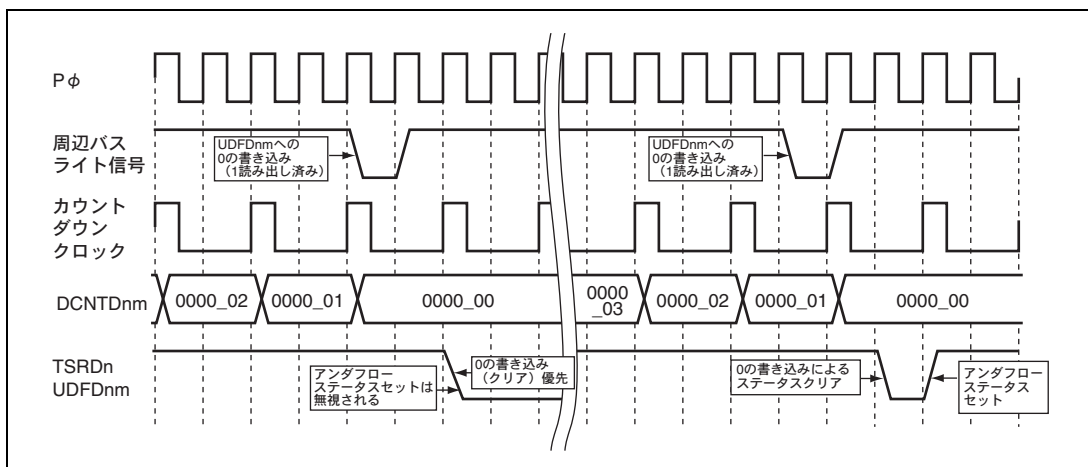 Pφ
周辺バス
ライト信号
UDFDnmへの
0の書き込み
（1読み出し済み）
UDFDnmへの
0の書き込み
（1読み出し済み）
カウント
ダウン
クロック
DCNTDnm
0000_02
0000_01
0000_00
0000
_03
0000_02
0000_01
0000_00
TSRDn
UDFDnm
アンダフロー
ステータスセットは
無視される
0の書き込み
（クリア）優先
0の書き込みによる
ステータスクリア
アンダフロー
ステータス
セット